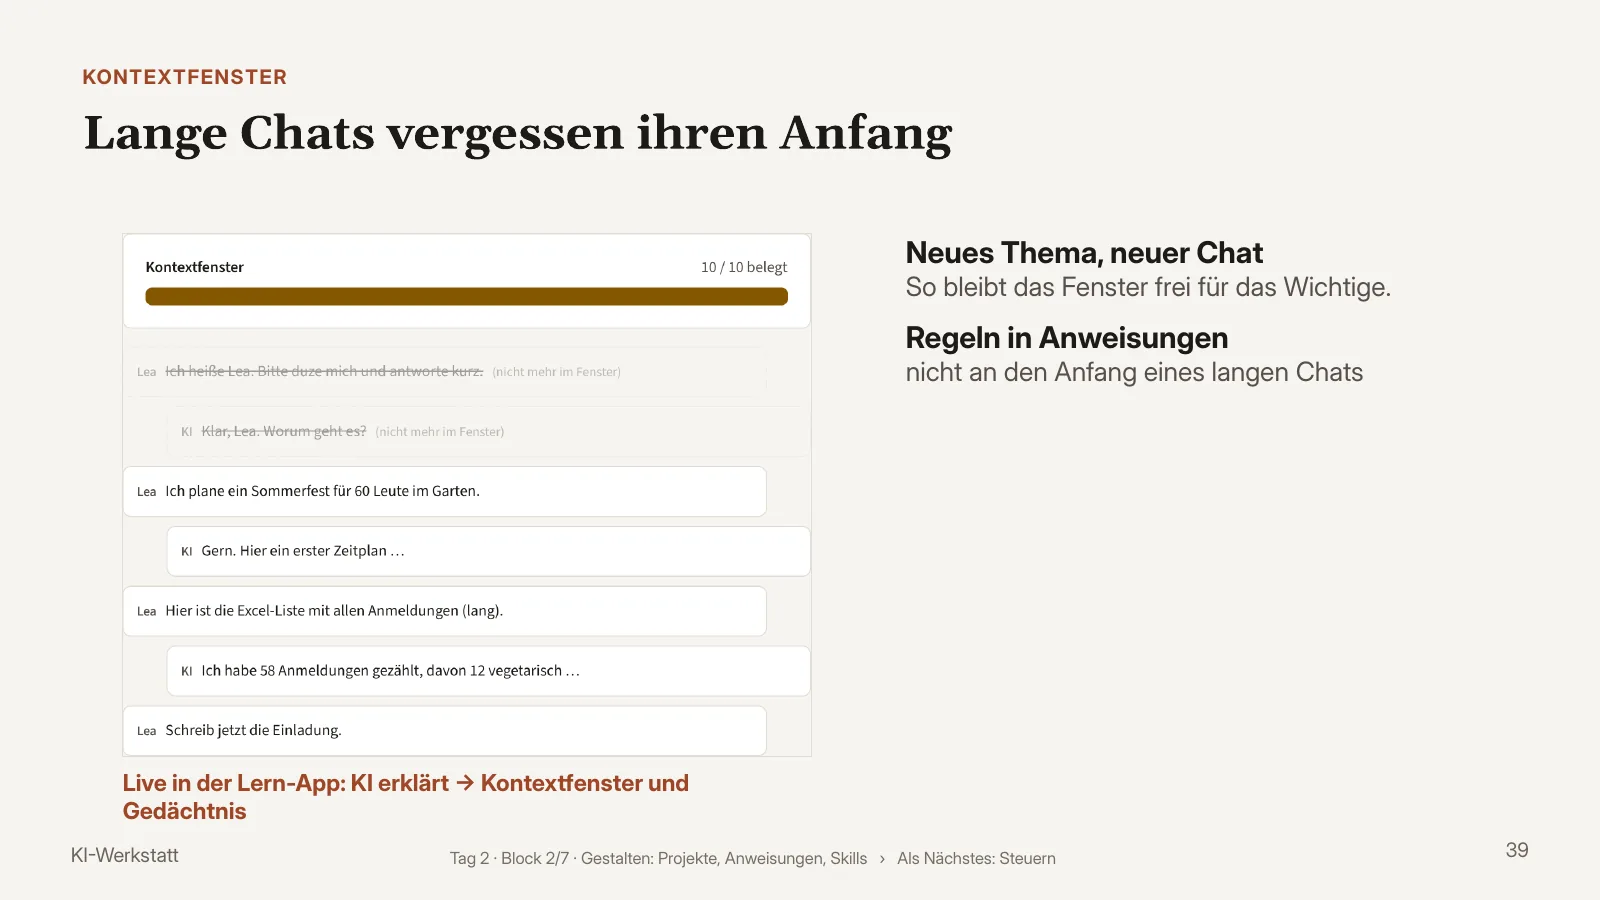 KONTEXTFENSTER
Lange Chats vergessen ihren Anfang
Kontextfenster 10 / 10 belegt
Lea Ich heiße Lea. Bitte duze mich und antworte kurz. (nicht mehr im Fenster)
KI Klar, Lea. Worum geht es? (nicht mehr im Fenster)
Lea Ich plane ein Sommerfest für 60 Leute im Garten.
KI Gern. Hier ein erster Zeitplan …
Lea Hier ist die Excel-Liste mit allen Anmeldungen (lang).
KI Ich habe 58 Anmeldungen gezählt, davon 12 vegetarisch …
Lea Schreib jetzt die Einladung.
Live in der Lern-App: KI erklärt → Kontextfenster und
Gedächtnis
Neues Thema, neuer Chat
So bleibt das Fenster frei für das Wichtige.
Regeln in Anweisungen
nicht an den Anfang eines langen Chats
KI-Werkstatt
Tag 2 · Block 2/7 · Gestalten: Projekte, Anweisungen, Skills › Als Nächstes: Steuern
39